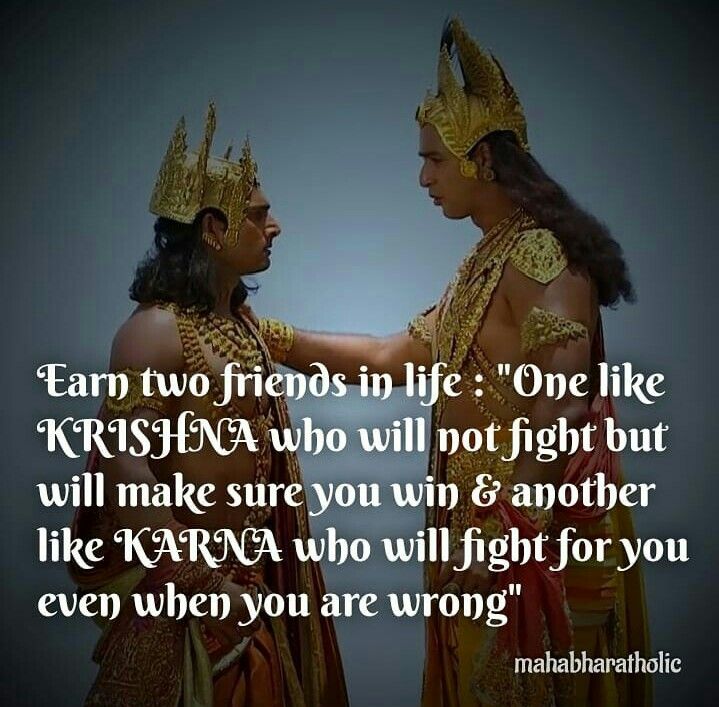 Earn two friends in life : "One like
KRISHNA who will not fight but
will make sure you win & another
like KARNA who will fight for you
even when you are wrong"
mahabharatholic